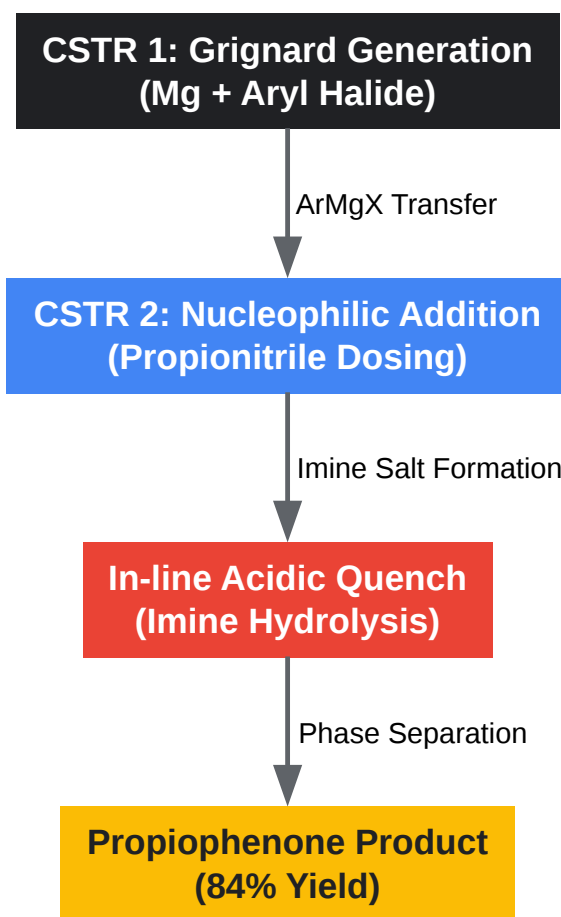 CSTR 1: Grignard Generation
(Mg + Aryl Halide)
ArMgX Transfer
CSTR 2: Nucleophilic Addition
(Propionitrile Dosing)
Imine Salt Formation
In-line Acidic Quench
(Imine Hydrolysis)
Phase Separation
Propiophenone Product
(84% Yield)